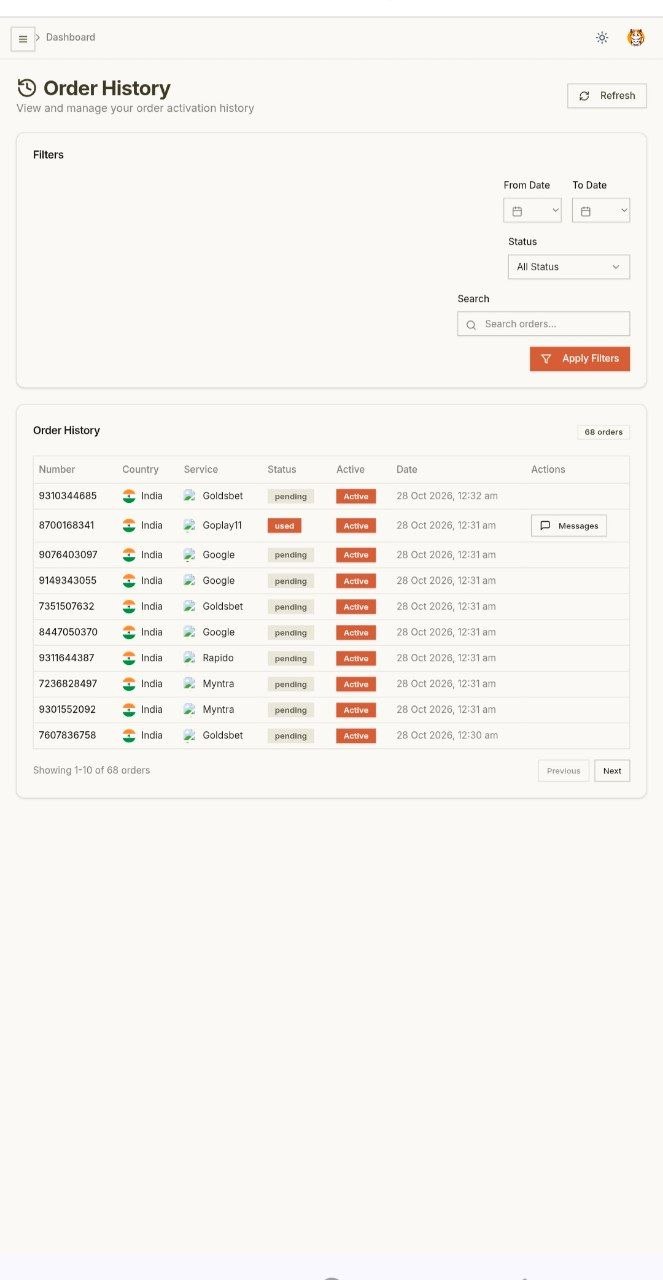 Dashboard
Order History
View and manage your order activation history
Refresh
Filters
From Date To Date
Status
All Status
Search
Search orders...
Apply Filters
Order History
68 orders
Number Country Service Status Active Date Actions
9310344685 India Goldsbet pending Active 28 Oct 2026, 12:32 am
8700168341 India Goplay11 used Active 28 Oct 2026, 12:31 am Messages
9076403097 India Google pending Active 28 Oct 2026, 12:31 am
9149343055 India Google pending Active 28 Oct 2026, 12:31 am
7351507632 India Goldsbet pending Active 28 Oct 2026, 12:31 am
8447050370 India Google pending Active 28 Oct 2026, 12:31 am
9311644387 India Rapido pending Active 28 Oct 2026, 12:31 am
7236828497 India Myntra pending Active 28 Oct 2026, 12:31 am
9301552092 India Myntra pending Active 28 Oct 2026, 12:31 am
7607836758 India Goldsbet pending Active 28 Oct 2026, 12:30 am
Showing 1-10 of 68 orders
Previous Next